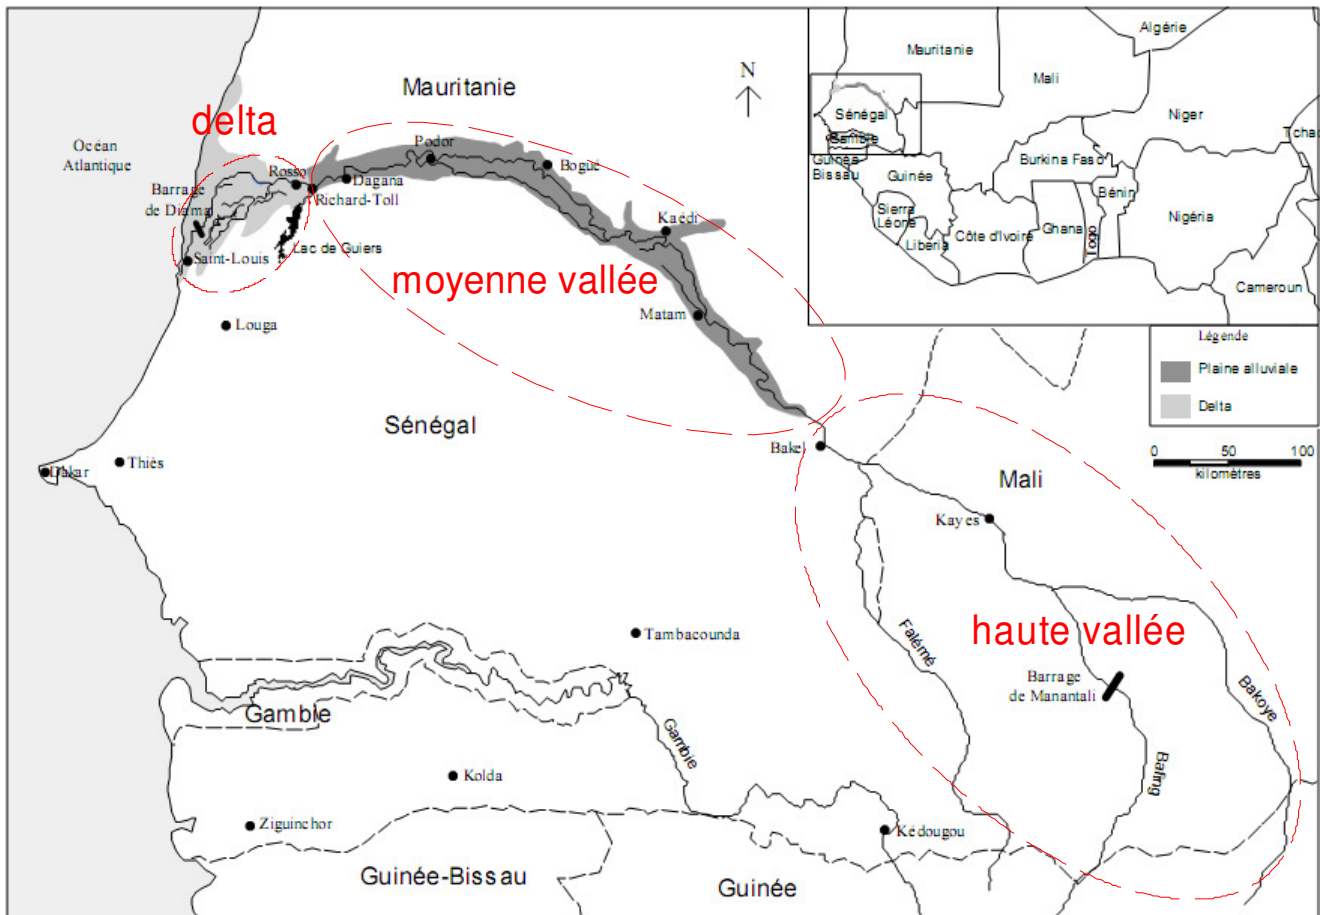 Mauritanie
N
delta
Océan
Atlantique
Podor
Bogué
Rosso
Dagana
Barrage
de Diama
Richard-Toll
Kaédi
Lac de Guiers
Saint-Louis
moyenne vallée
Matam
Louga
Sénégal
Bakel
Dakar
Thiés
Mali
Kayes
Tambacounda
Falémé
haute vallée
Barrage
de Manantali
Bakoye
Gambie
Gambie
Bafing
Kolda
Ziguinchor
Kédougou
Guinée-Bissau
Guinée
Algérie
Mauritanie
Mali
Niger
Tchad
Sénégal
Gambie
Guinée
Bissau
Guinée
Burkina Faso
Bénin
Sierra
Léone
Liberia
Côte d'Ivoire
Ghana
Togo
Nigéria
Cameroun
Légende
Plaine alluviale
Delta
0 50 100
kilomètres